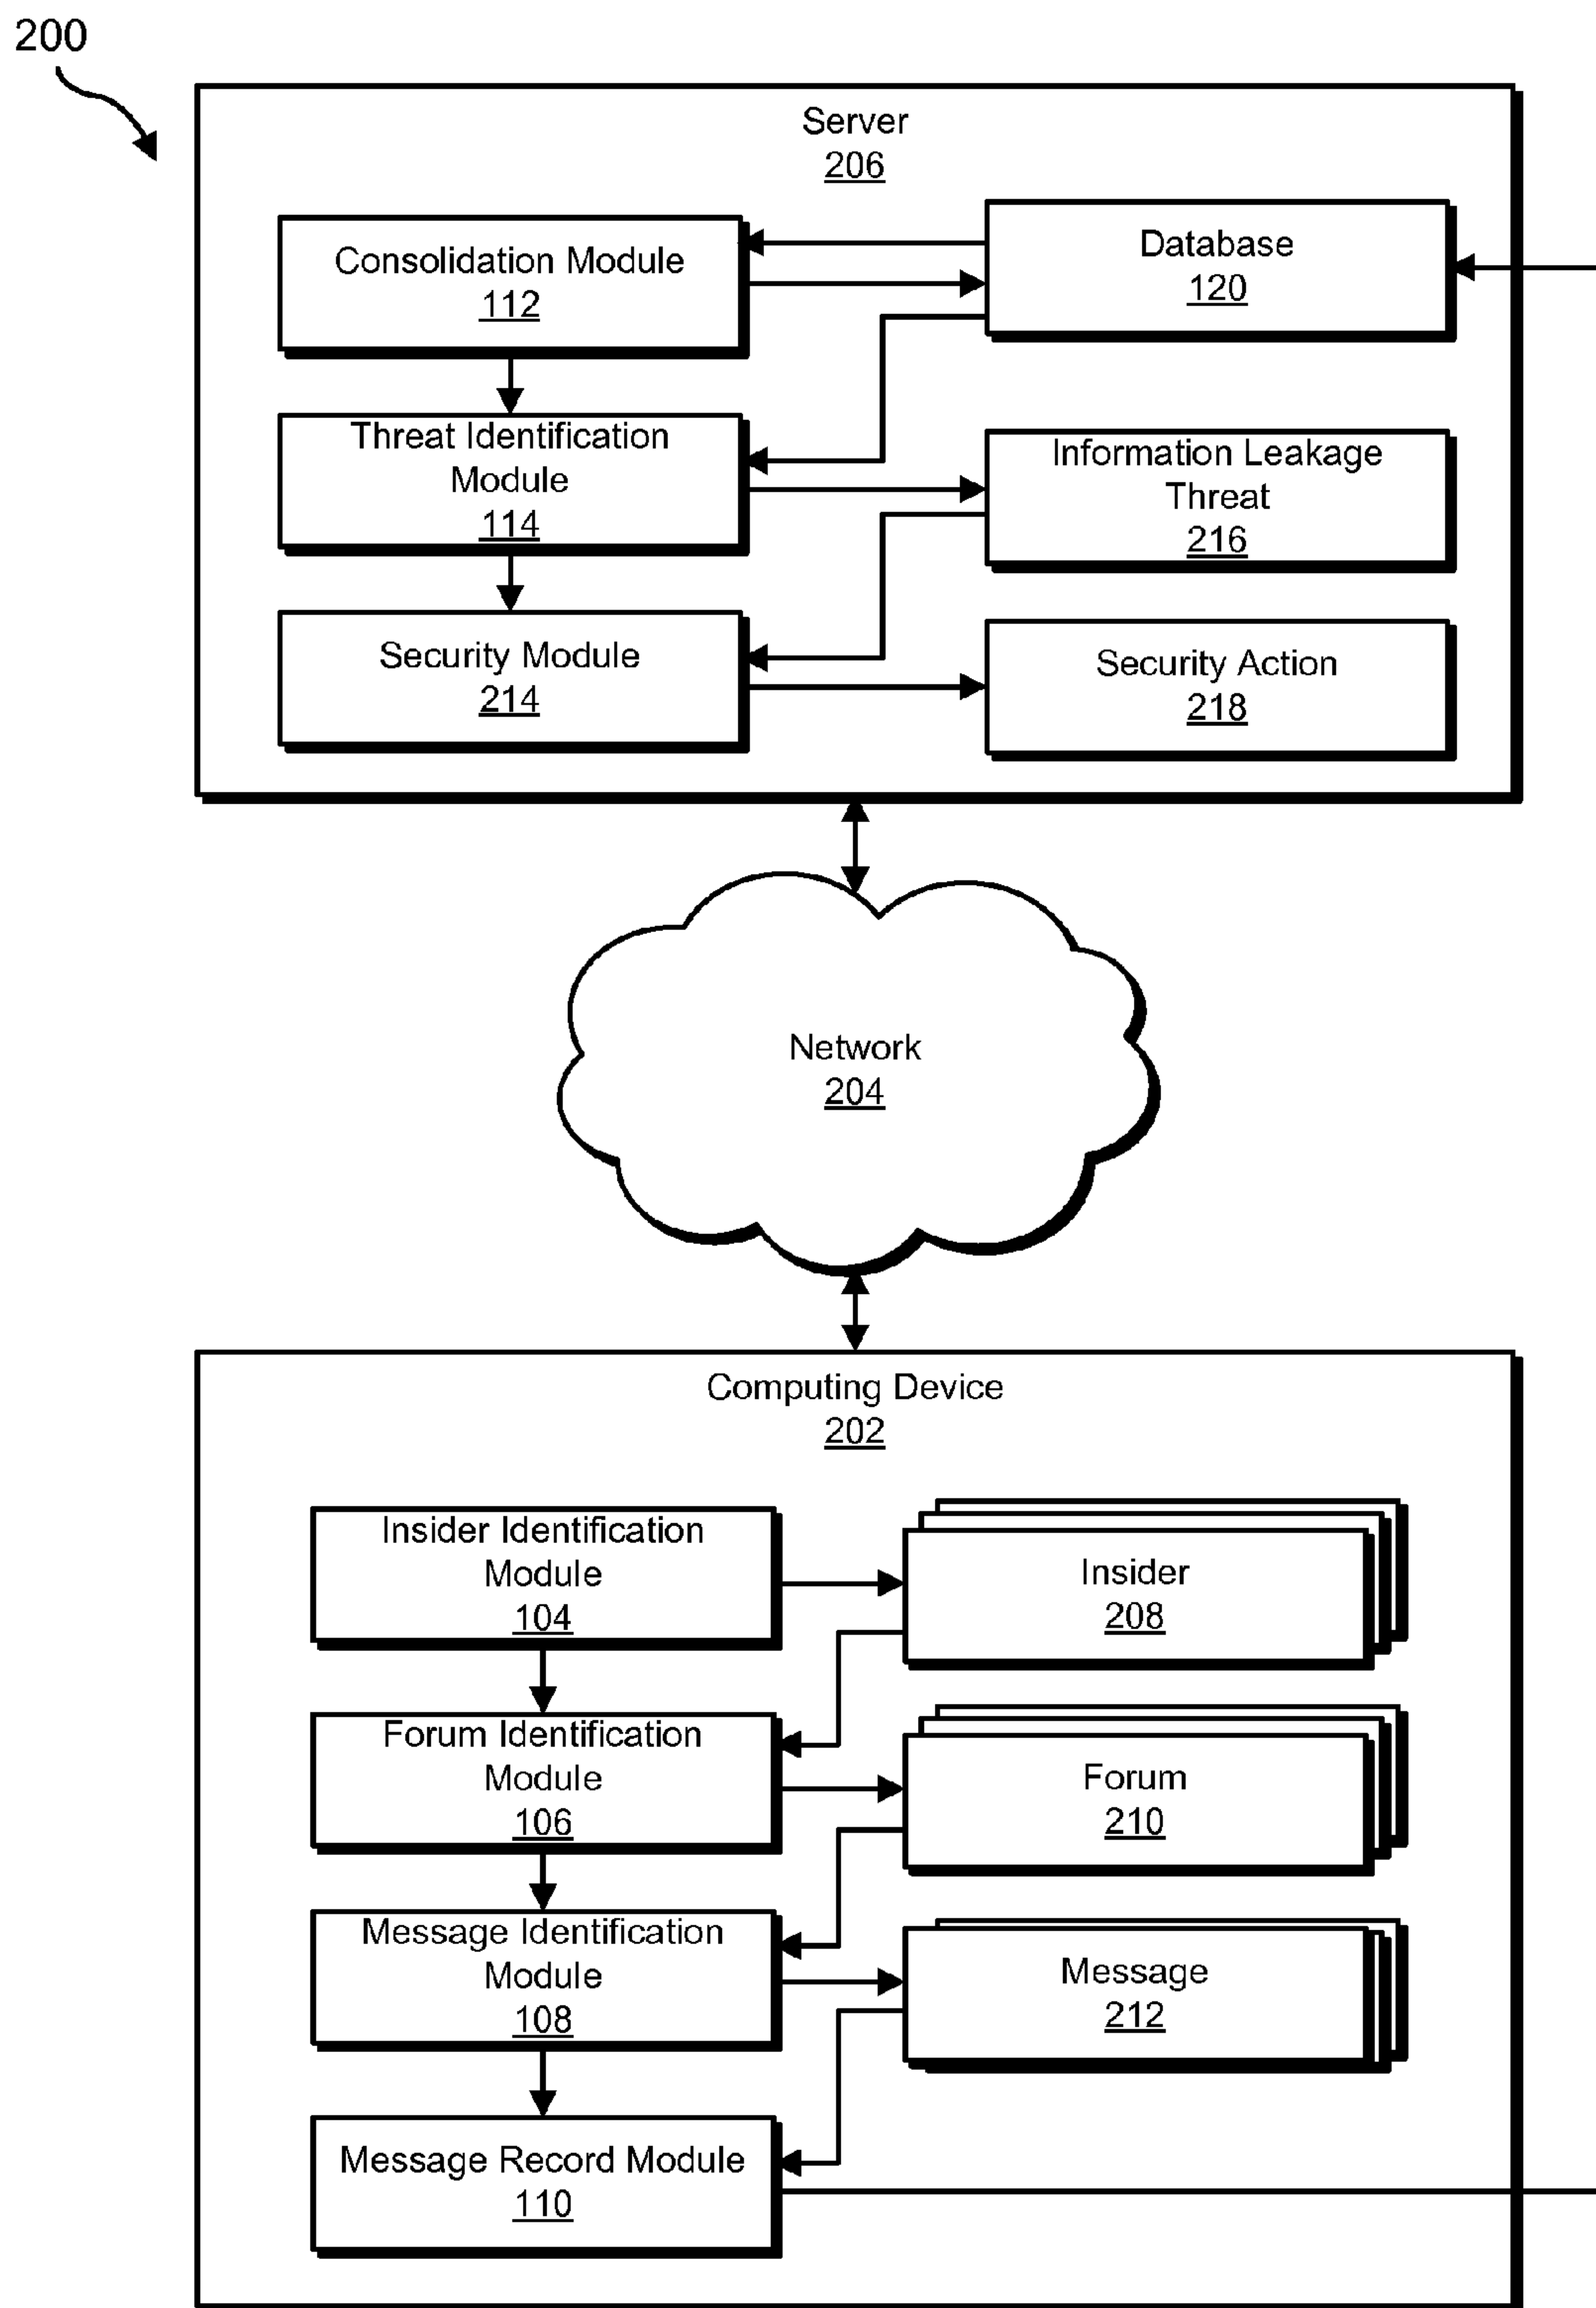 200
Server
206
Consolidation Module
112
Database
120
Threat Identification
Module
114
Information Leakage
Threat
216
Security Module
214
Security Action
218
Network
204
Computing Device
202
Insider Identification
Module
104
Insider
208
Forum Identification
Module
106
Forum
210
Message Identification
Module
108
Message
212
Message Record Module
110